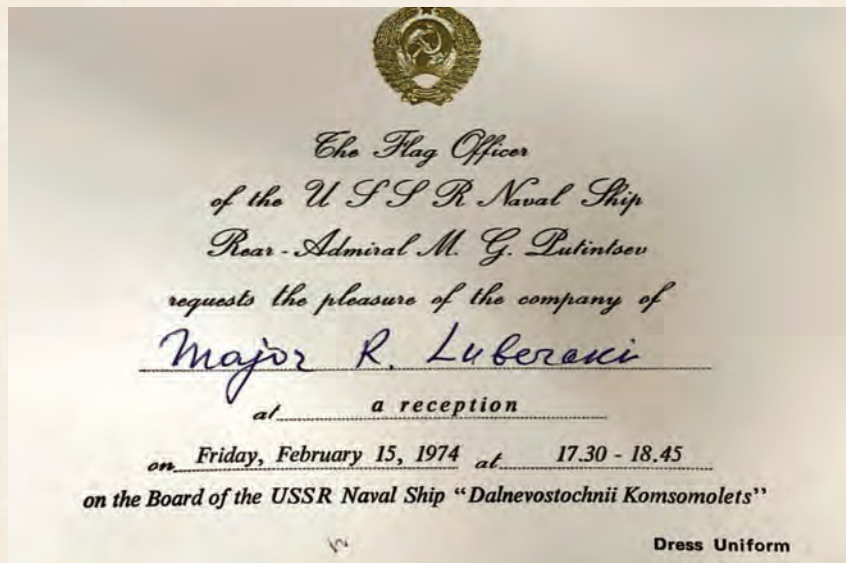 The Flag Officer
of the U S S R Naval Ship
Rear-Admiral M. G. Putintsev
requests the pleasure of the company of
Major R.
at a reception
on Friday, February 15, 1974 at 17.30 - 18.45
on the Board of the USSR Naval Ship "Dalnevostochnii Komsomolets"
Dress Uniform